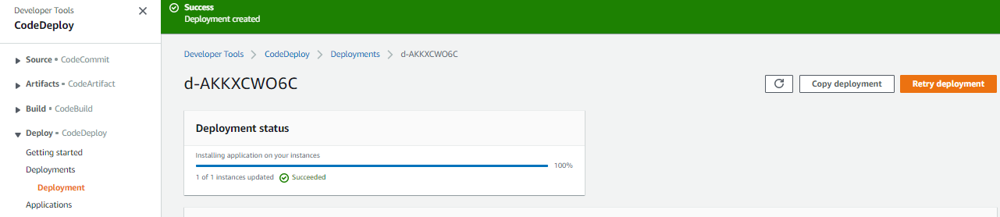 Developer Tools
CodeDeploy
Source • CodeCommit
Artifacts • CodeArtifact
Build • CodeBuild
Deploy • CodeDeploy
Getting started
Deployments
Deployment
Applications
Success
Deployment created
Developer Tools > CodeDeploy > Deployments > d-AKKXCWO6C
d-AKKXCWO6C
Copy deployment
Retry deployment
Deployment status
Installing application on your instances
100%
1 of 1 instances updated Succeeded